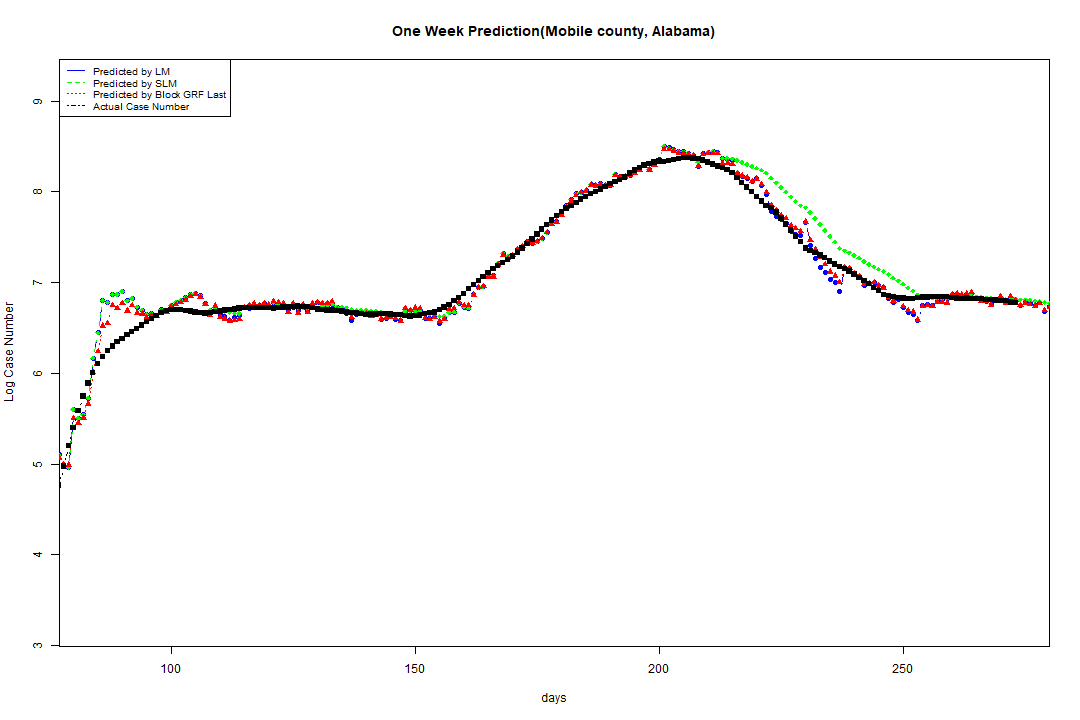 One Week Prediction(Mobile county, Alabama)
Predicted by LM
Predicted by SLM
Predicted by Block GRF Last
Actual Case Number
9
8
7
6
5
4
3
Log Case Number
100 150 200 250
days